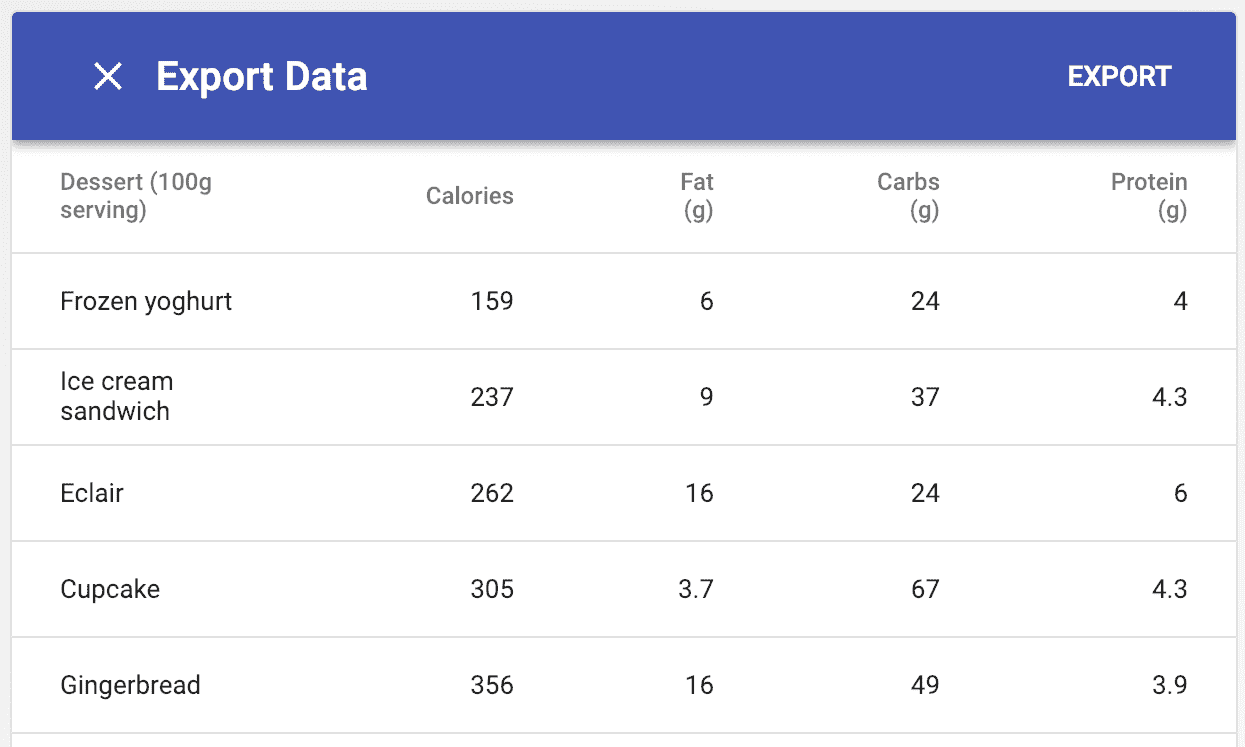 Export Data EXPORT
Dessert (100g
serving) Calories Fat
(g) Carbs
(g) Protein
(g)
Frozen yoghurt 159 6 24 4
Ice cream
sandwich 237 9 37 4.3
Eclair 262 16 24 6
Cupcake 305 3.7 67 4.3
Gingerbread 356 16 49 3.9